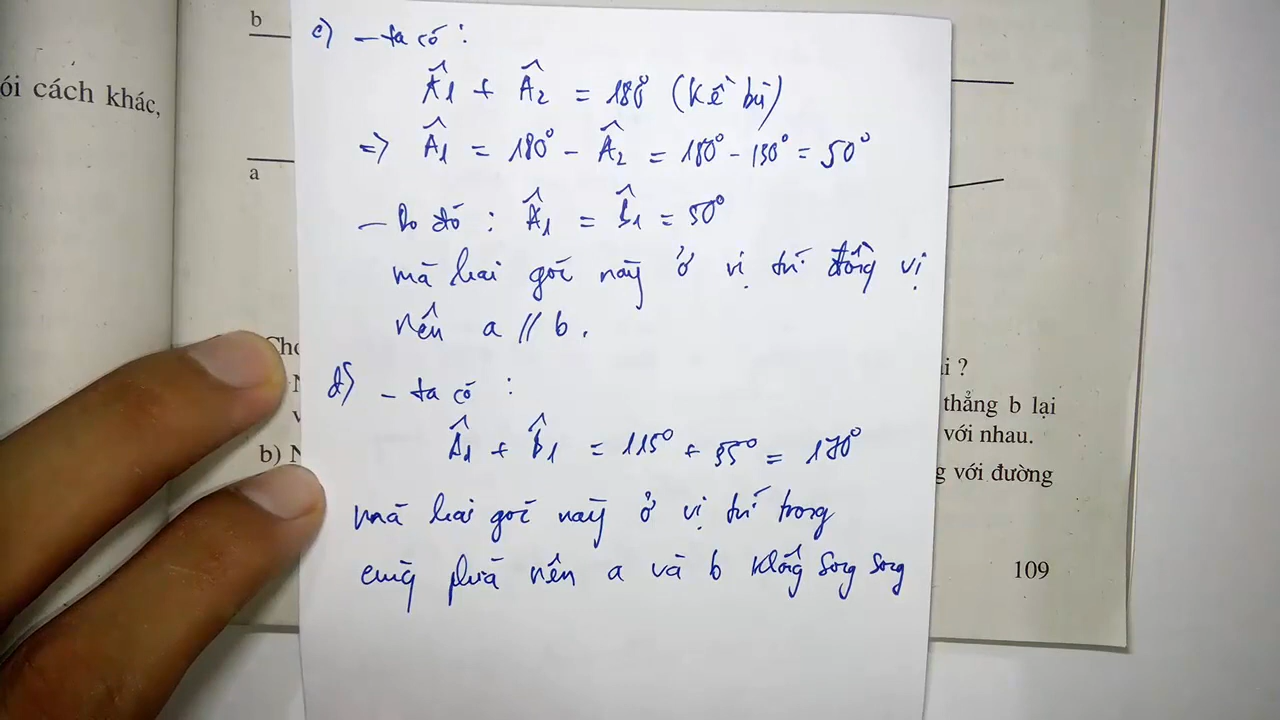 b
ói cách khác,
a
c) – ta có :
Â1 + Â2 = 180° (kề bù)
=> Â1 = 180° – Â2 = 180° – 130° = 50°
– Do đó : Â1 = B̂1 = 50°
mà hai góc này ở vị trí đồng vị
nên a // b.
d) – ta có :
Â1 + B̂1 = 115° + 55° = 170°
mà hai góc này ở vị trí trong
cùng phía nên a và b không song song
Cho
i ?
thẳng b lại
với nhau.
b) N
g với đường
109